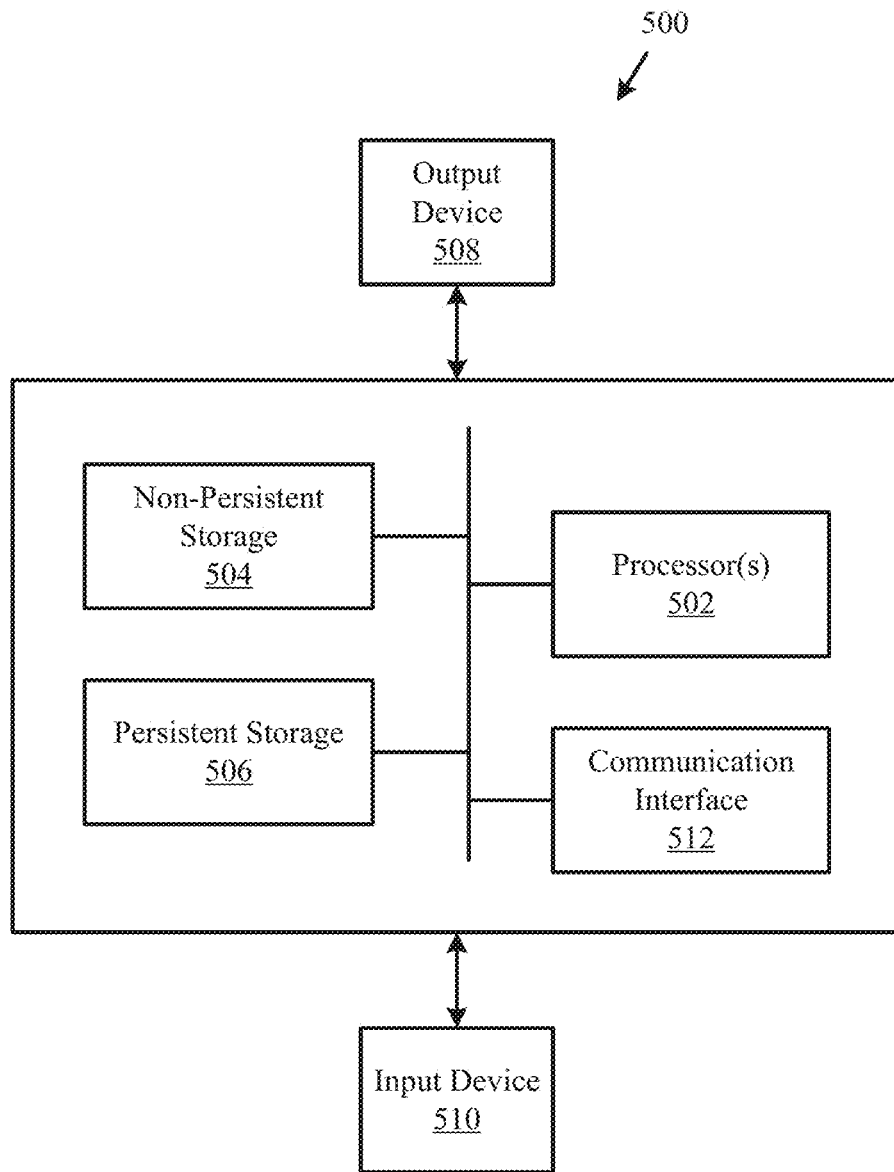 500
Output
Device
508
Non-Persistent
Storage
504
Processor(s)
502
Persistent Storage
506
Communication
Interface
512
Input Device
510